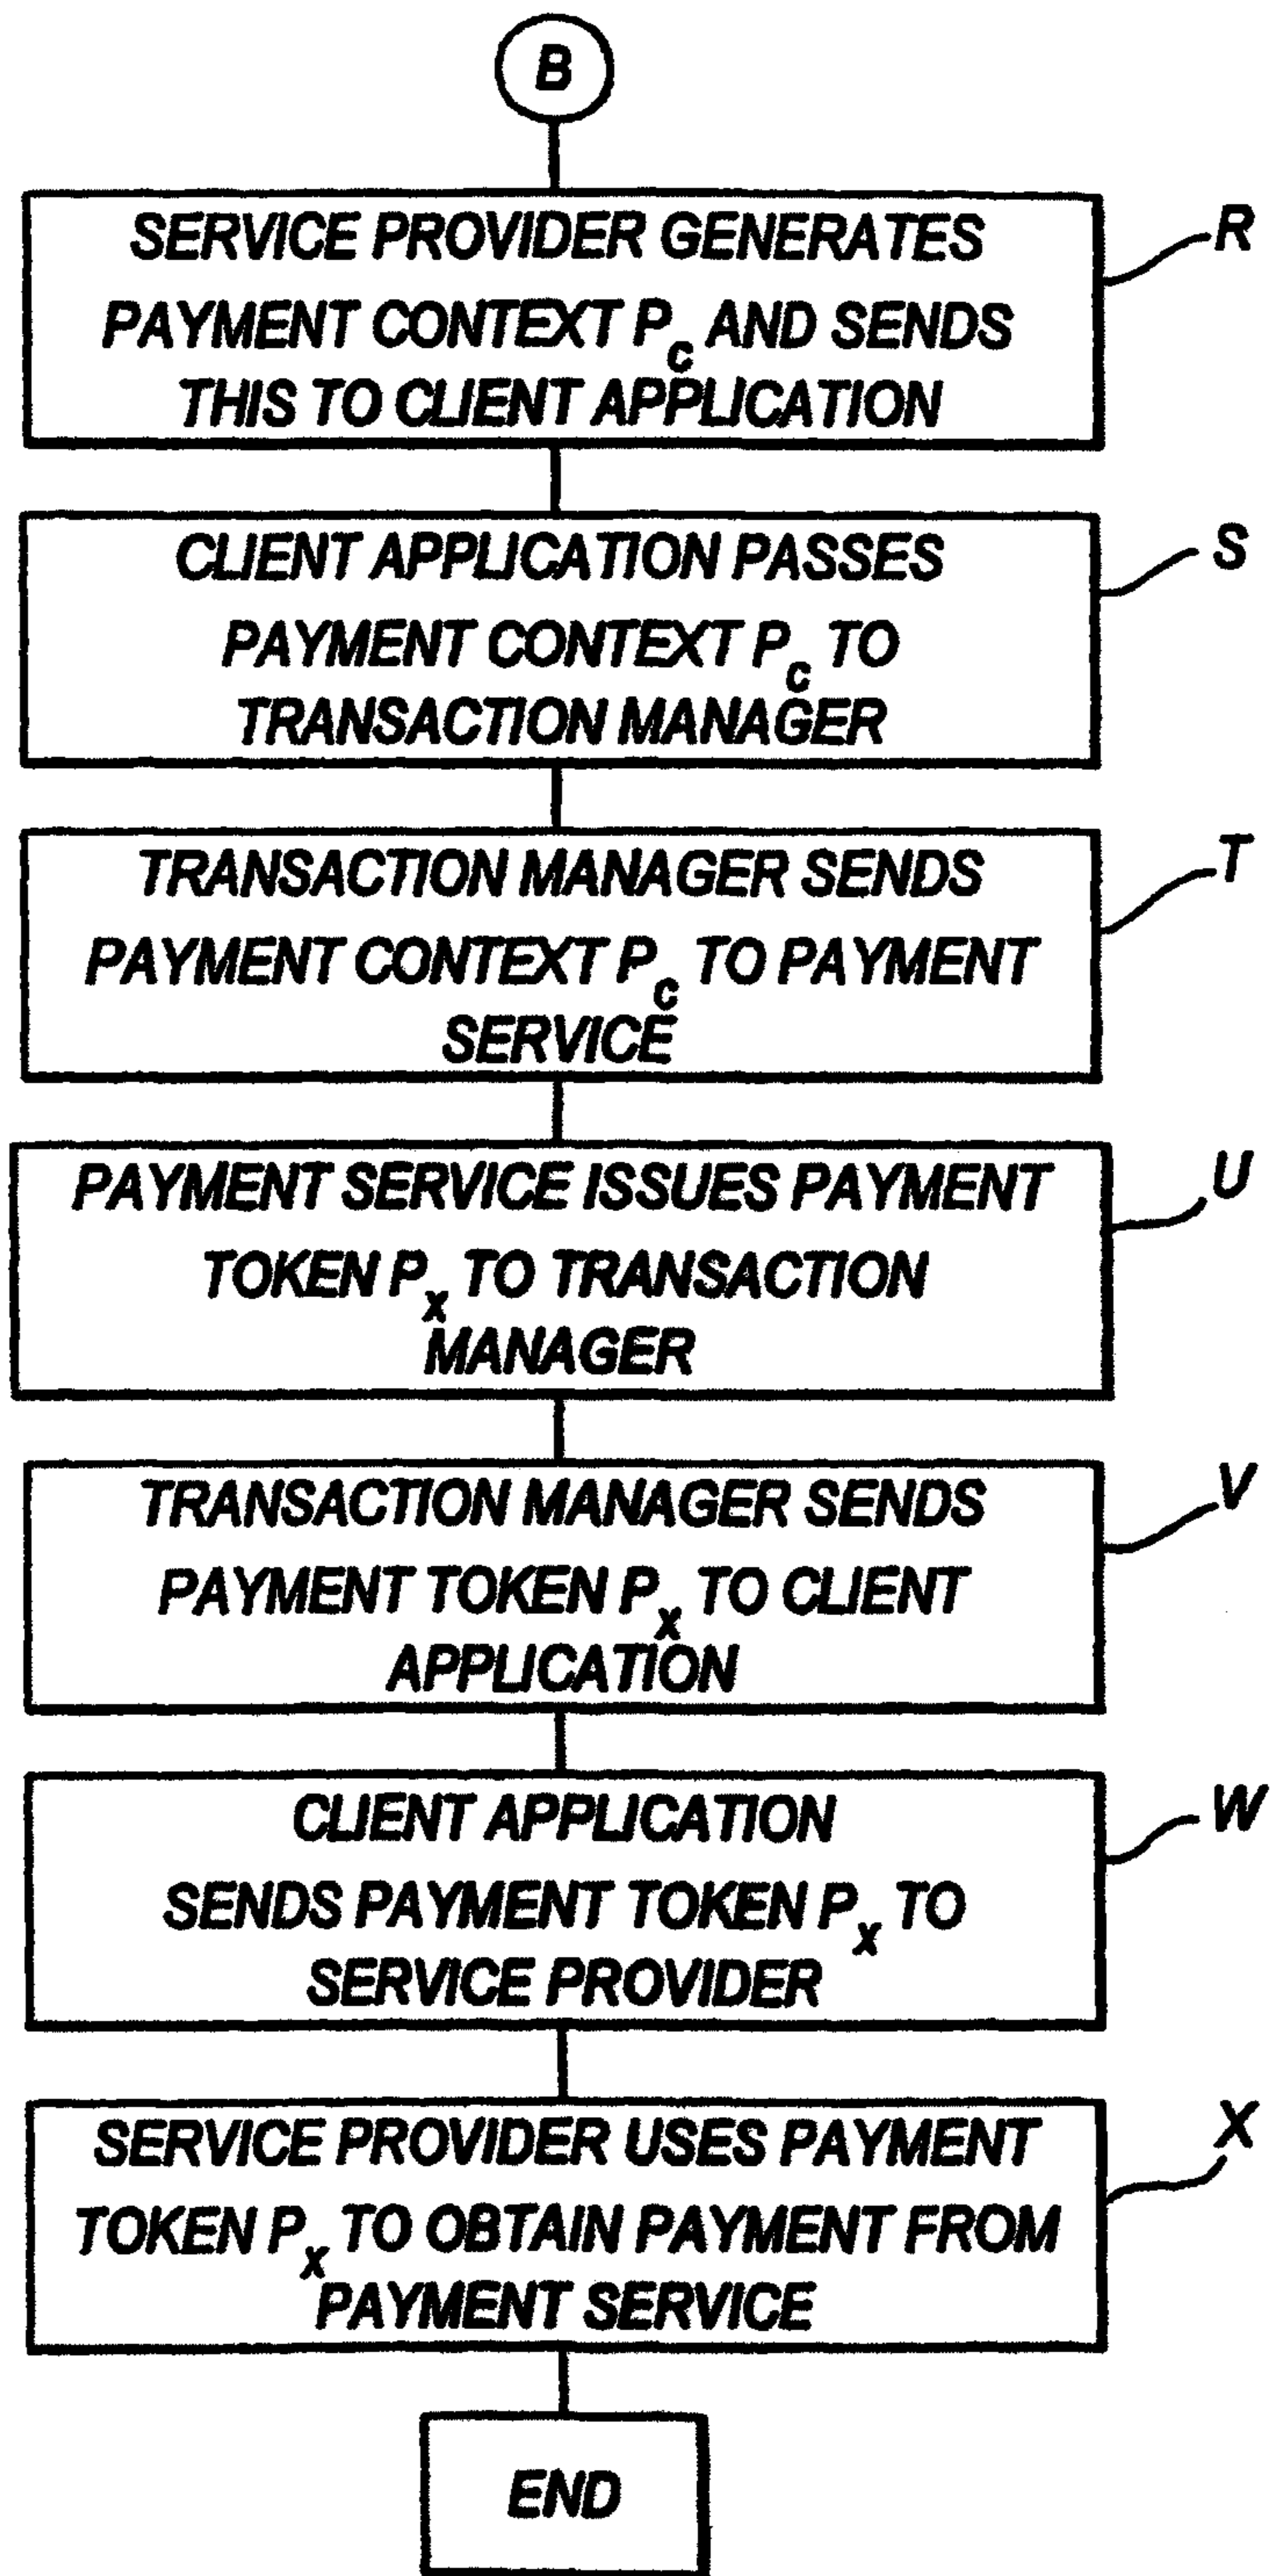 B
SERVICE PROVIDER GENERATES
PAYMENT CONTEXT Pc AND SENDS
THIS TO CLIENT APPLICATION
R
CLIENT APPLICATION PASSES
PAYMENT CONTEXT Pc TO
TRANSACTION MANAGER
S
TRANSACTION MANAGER SENDS
PAYMENT CONTEXT Pc TO PAYMENT
SERVICE
T
PAYMENT SERVICE ISSUES PAYMENT
TOKEN Px TO TRANSACTION
MANAGER
U
TRANSACTION MANAGER SENDS
PAYMENT TOKEN Px TO CLIENT
APPLICATION
V
CLIENT APPLICATION
SENDS PAYMENT TOKEN Px TO
SERVICE PROVIDER
W
SERVICE PROVIDER USES PAYMENT
TOKEN Px TO OBTAIN PAYMENT FROM
PAYMENT SERVICE
X
END